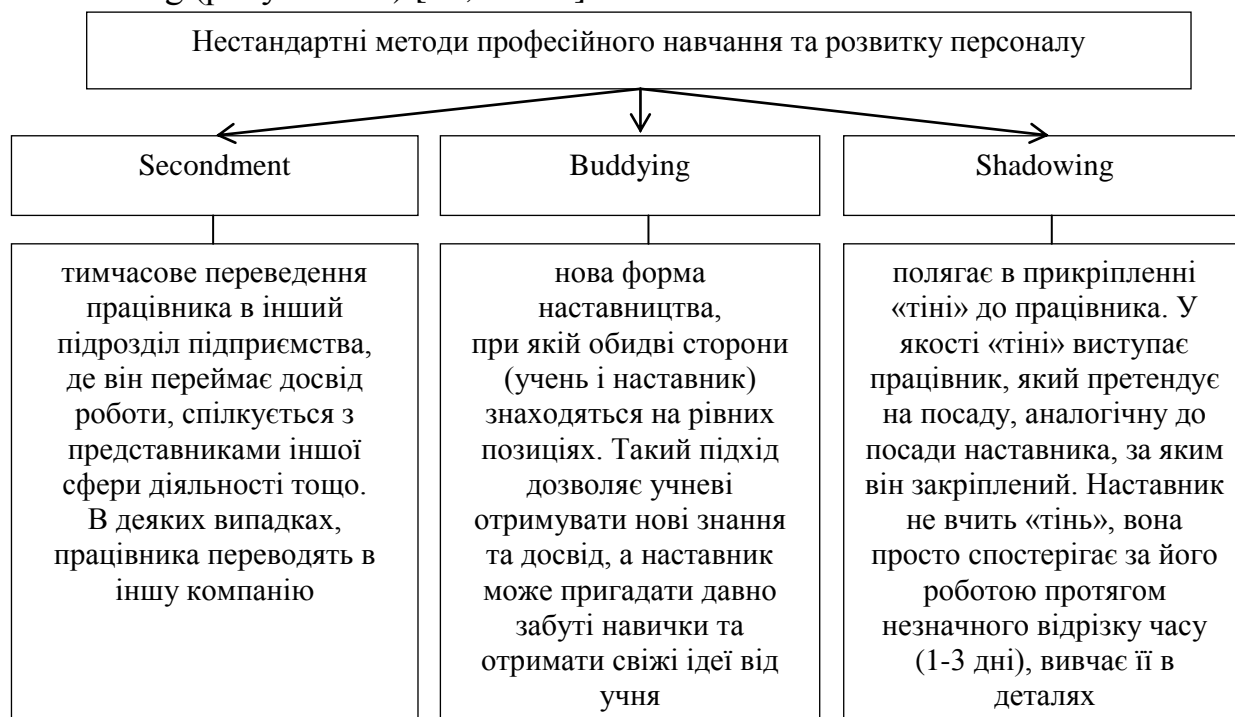 Нестандартні методи професійного навчання та розвитку персоналу
Secondment
Buddying
Shadowing
тимчасове переведення
працівника в інший
підрозділ підприємства,
де він переймає досвід
роботи, спілкується з
представниками іншої
сфери діяльності тощо.
В деяких випадках,
працівника переводять в
іншу компанію
нова форма
наставництва,
при якій обидві сторони
(учень і наставник)
знаходяться на рівних
позиціях. Такий підхід
дозволяє учневі
отримувати нові знання
та досвід, а наставник
може пригадати давно
забуті навички та
отримати свіжі ідеї від
учня
полягає в прикріпленні
«тіні» до працівника. У
якості «тіні» виступає
працівник, який претендує
на посаду, аналогічну до
посади наставника, за яким
він закріплений. Наставник
не вчить «тінь», вона
просто спостерігає за його
роботою протягом
незначного відрізку часу
(1-3 дні), вивчає її в
деталях